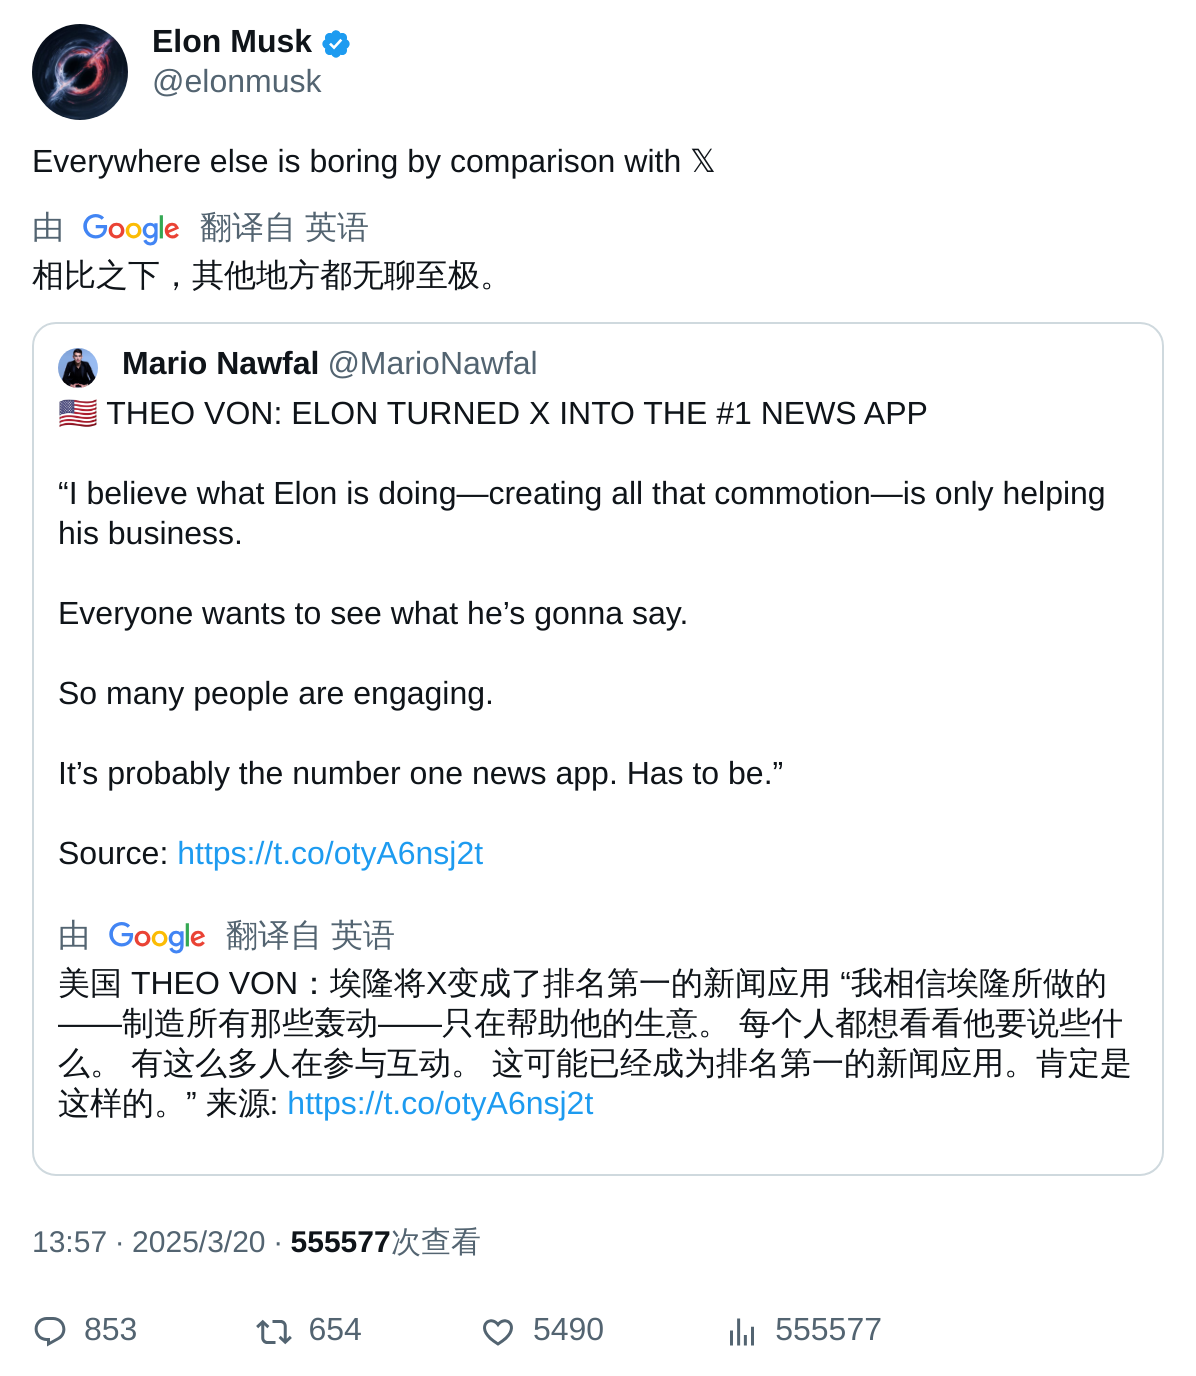 Elon Musk
@elonmusk
Everywhere else is boring by comparison with 𝕏
由 Google 翻译自 英语
相比之下，其他地方都无聊至极。
Mario Nawfal @MarioNawfal
🇺🇸 THEO VON: ELON TURNED X INTO THE #1 NEWS APP
“I believe what Elon is doing—creating all that commotion—is only helping
his business.
Everyone wants to see what he’s gonna say.
So many people are engaging.
It’s probably the number one news app. Has to be.”
Source: https://t.co/otyA6nsj2t
由 Google 翻译自 英语
美国 THEO VON：埃隆将X变成了排名第一的新闻应用 “我相信埃隆所做的
——制造所有那些轰动——只在帮助他的生意。 每个人都想看看他要说些什
么。 有这么多人在参与互动。 这可能已经成为排名第一的新闻应用。肯定是
这样的。” 来源: https://t.co/otyA6nsj2t
13:57 · 2025/3/20 · 555577次查看
853 654 5490 555577